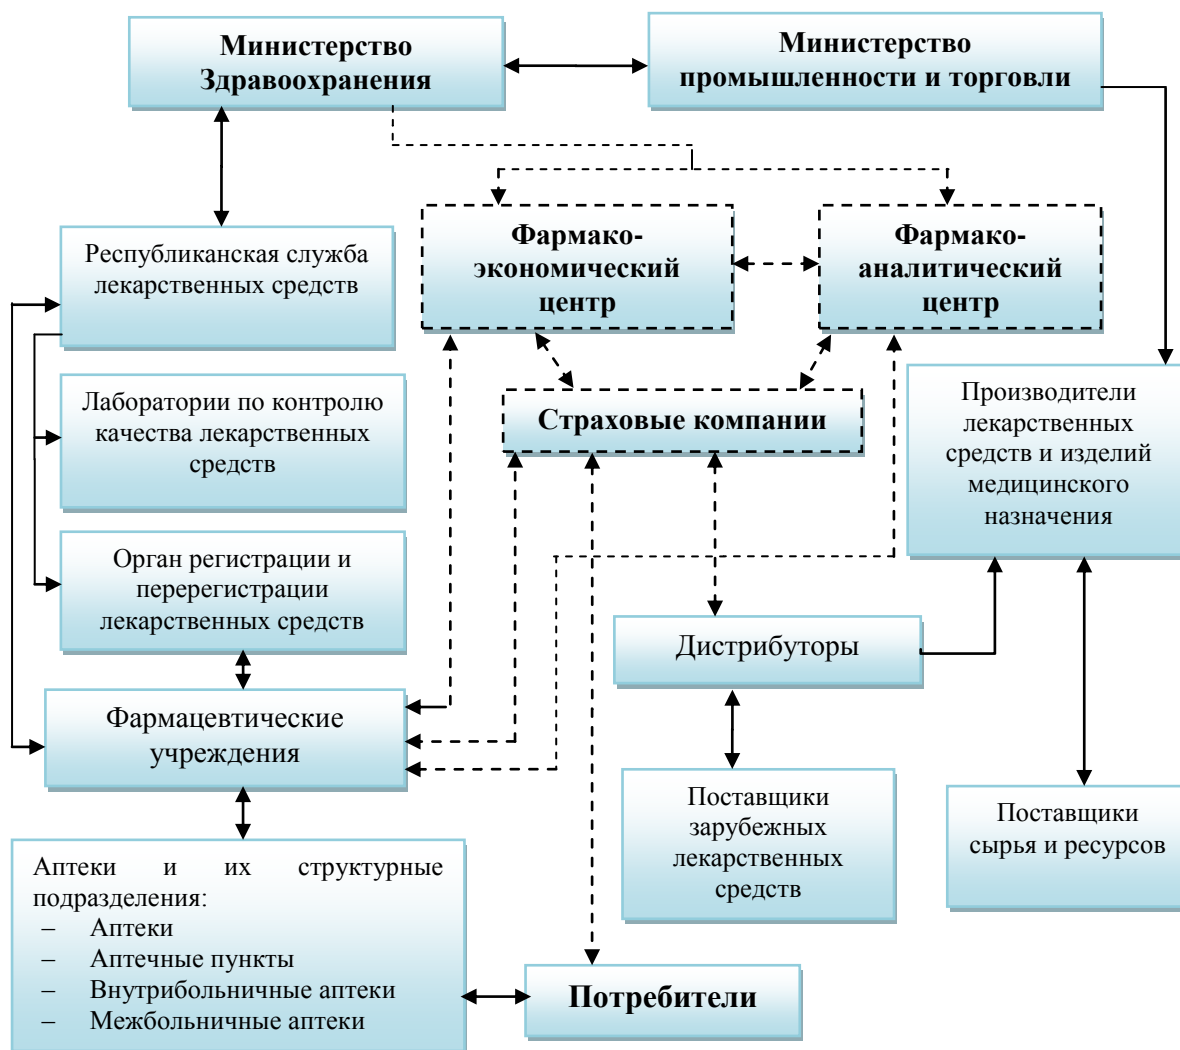 Министерство
Здравоохранения
Министерство
промышленности и торговли
Республиканская служба
лекарственных средств
Фармако-
экономический
центр
Фармако-
аналитический
центр
Лаборатории по контролю
качества лекарственных
средств
Страховые компании
Производители
лекарственных
средств и изделий
медицинского
назначения
Орган регистрации и
перерегистрации
лекарственных средств
Дистрибуторы
Фармацевтические
учреждения
Поставщики
зарубежных
лекарственных
средств
Поставщики
сырья и ресурсов
Аптеки и их структурные
подразделения:
– Аптеки
– Аптечные пункты
– Внутрибольничные аптеки
– Межбольничные аптеки
Потребители